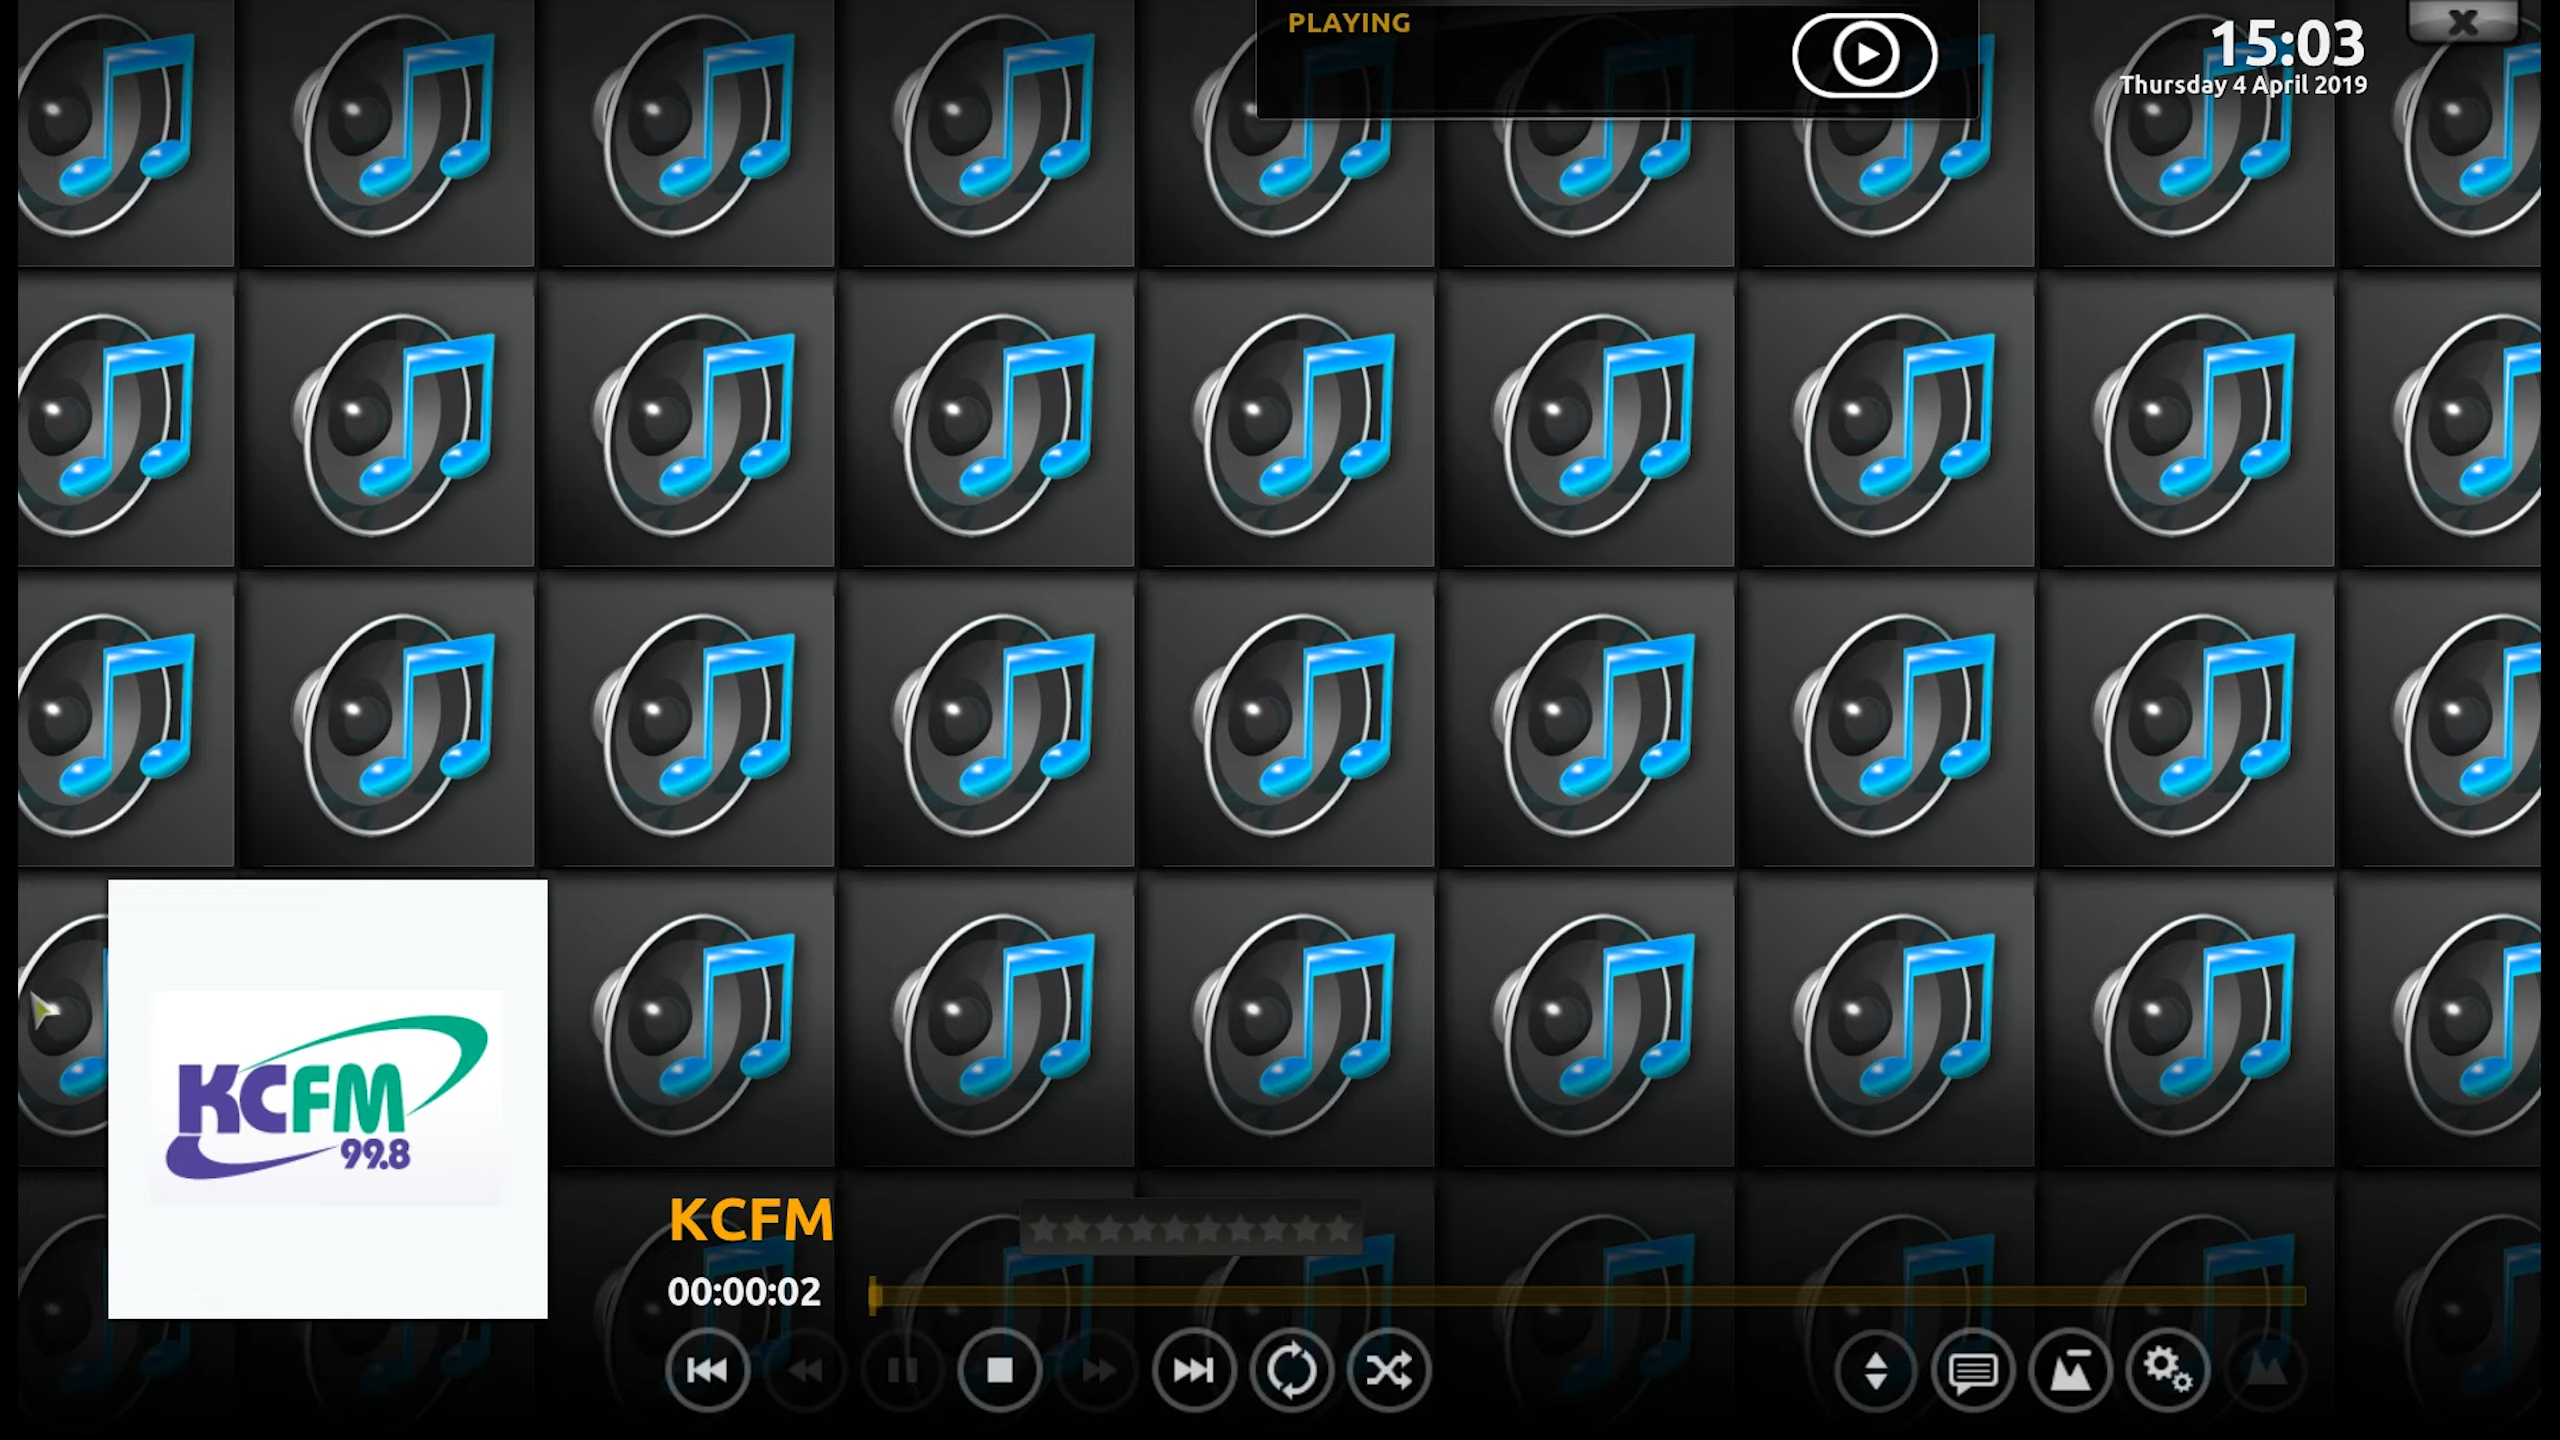 PLAYING
15:03
Thursday 4 April 2019
X
KCFM
99.8
KCFM
00:00:02